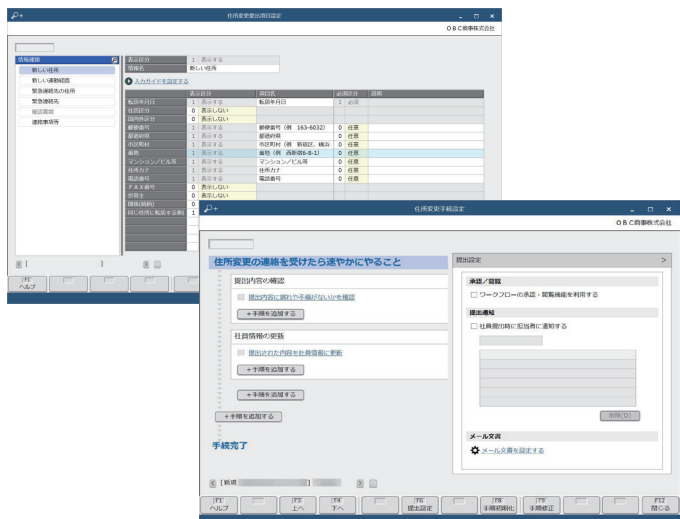 住所変更提出項目設定
OBC商事株式会社
情報種類
新しい住所
新しい通勤経路
緊急連絡先の住所
緊急連絡先
確認書類
連絡事項等
表示区分 1 表示する
情報名 新しい住所
入力ガイドを設定する
表示区分 項目名 必須区分 説明
転居年月日 1 表示する 転居年月日 1 必須
住居区分 0 表示しない
国内外区分 0 表示しない
郵便番号 1 表示する 郵便番号(例 163-6032) 0 任意
都道府県 1 表示する 都道府県 0 任意
市区町村 1 表示する 市区町村(例 新宿区、横浜 0 任意
番地 1 表示する 番地(例 西新宿6-8-1) 0 任意
マンション/ビル等 1 表示する マンション/ビル等 0 任意
住所カナ 1 表示する 住所カナ 0 任意
電話番号 1 表示する 電話番号 0 任意
FAX番号 0 表示しない
世帯主 0 表示しない
関係(続柄) 0
同じ住所に転居する家 1
[ ]
F1
ヘルプ
住所変更手続設定
OBC商事株式会社
住所変更の連絡を受けたら速やかにやること
提出内容の確認
提出内容に漏れや不備がないかを確認
+手順を追加する
社員情報の更新
提出された内容を社員情報に更新
+手順を追加する
+手順を追加する
+手順を追加する
手続完了
提出設定 >
承認/閲覧
ワークフローの承認・閲覧機能を利用する
提出通知
社員提出時に担当者に通知する
削除(D)
メール文書
メール文書を設定する
[新規 ]
F1 F3 F4 F6 F8 F9 F12
ヘルプ 上へ 下へ 提出設定 手順初期化 手順修正 閉じる